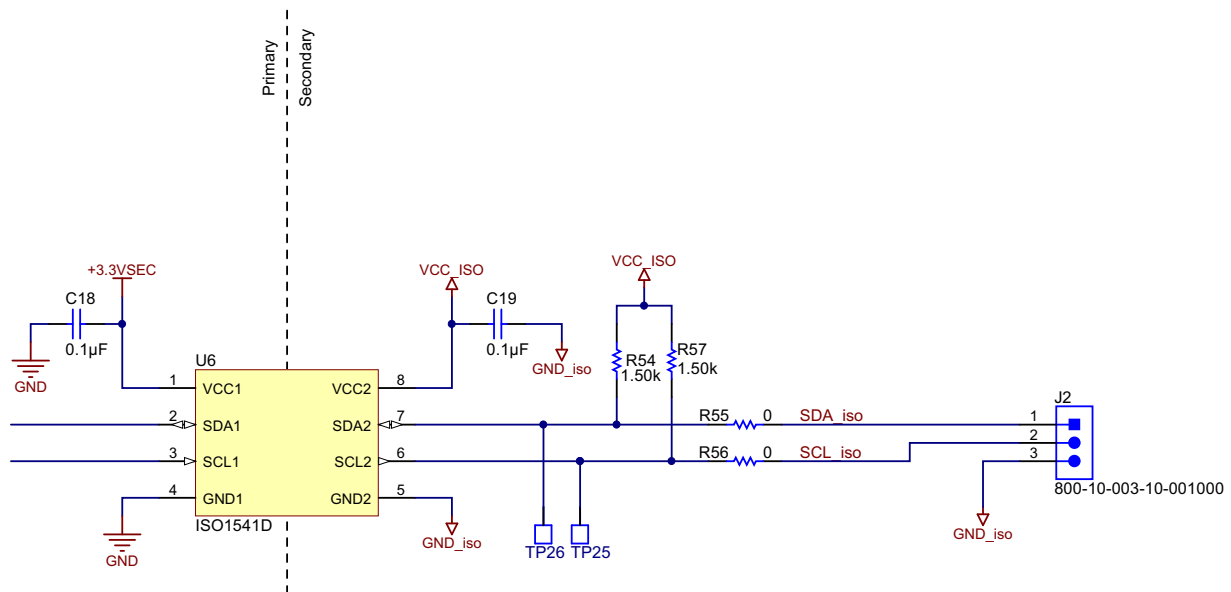 Primary
Secondary
+3.3VSEC
C18
0.1µF
GND
VCC_ISO
C19
0.1µF
GND_iso
VCC_ISO
R54
1.50k
R57
1.50k
U6
1 VCC1 VCC2 8
2 SDA1 SDA2 7
3 SCL1 SCL2 6
4 GND1 GND2 5
ISO1541D
GND
GND_iso
TP26
TP25
R55 0 SDA_iso
R56 0 SCL_iso
J2
1
2
3
800-10-003-10-001000
GND_iso